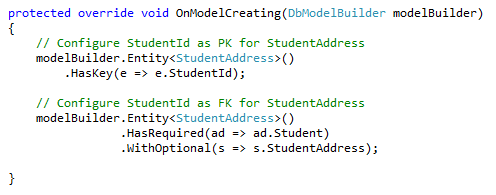 protected override void OnModelCreating(DbModelBuilder modelBuilder)
{
    // Configure StudentId as PK for StudentAddress
    modelBuilder.Entity<StudentAddress>()
        .HasKey(e => e.StudentId);

    // Configure StudentId as FK for StudentAddress
    modelBuilder.Entity<StudentAddress>()
                .HasRequired(ad => ad.Student)
                .WithOptional(s => s.StudentAddress);

}